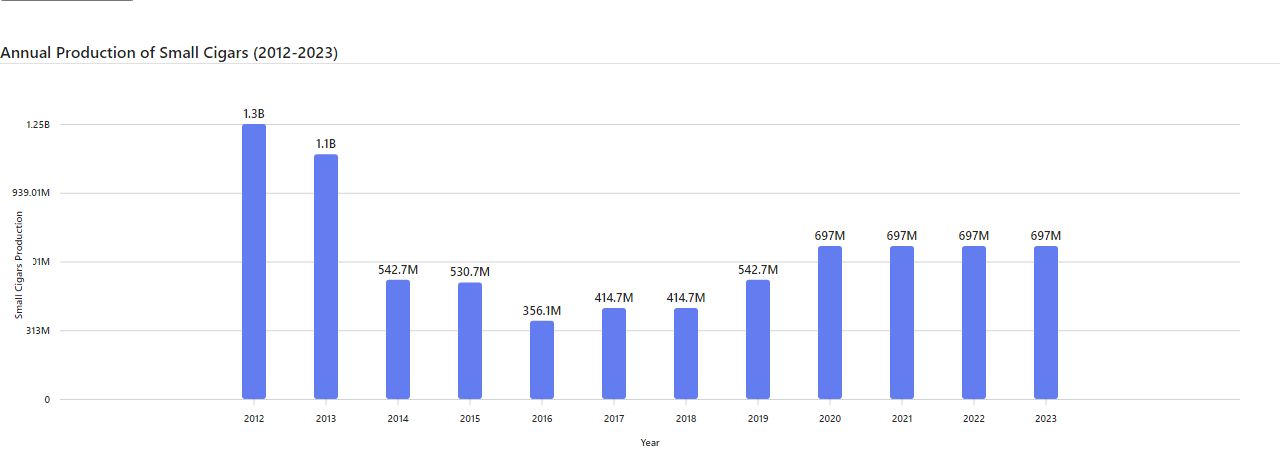 Annual Production of Small Cigars (2012-2023)
1.3B
1.25B
1.1B
939.01M
697M 697M 697M 697M
542.7M 530.7M 542.7M
414.7M 414.7M
356.1M
313M
0
Small Cigars Production
2012 2013 2014 2015 2016 2017 2018 2019 2020 2021 2022 2023
Year